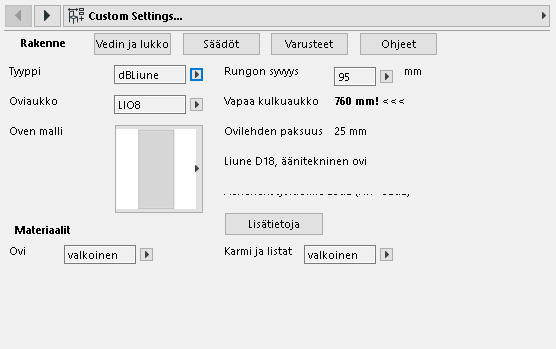 Custom Settings...
Rakenne Vedin ja lukko Säädöt Varusteet Ohjeet
Tyyppi dBLiune Rungon syvyys 95 mm
Oviaukko LIO8 Vapaa kulkuaukko 760 mm! <<<
Oven malli Ovilehden paksuus 25 mm
Liune D18, äänitekninen ovi
Lisätietoja
Materiaalit
Ovi valkoinen Karmi ja listat valkoinen